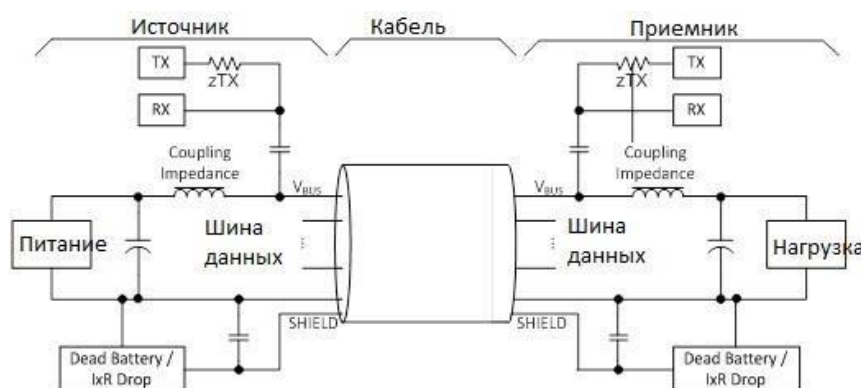 Источник
Кабель
Приемник
TX
zTX
RX
TX
zTX
RX
Coupling
Impedance
Coupling
Impedance
VBUS
VBUS
Питание
Шина
данных
Шина
данных
Нагрузка
SHIELD
SHIELD
Dead Battery /
IxR Drop
Dead Battery /
IxR Drop